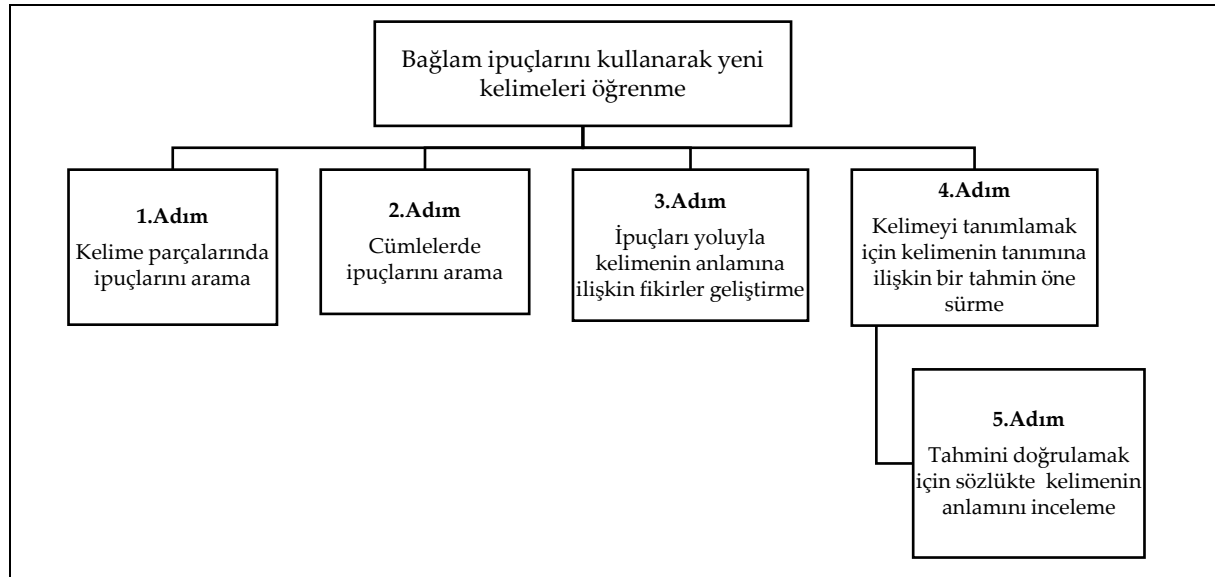 Bağlam ipuçlarını kullanarak yeni
kelimeleri öğrenme
1.Adım
Kelime parçalarında
ipuçlarını arama
2.Adım
Cümlelerde
ipuçlarını arama
3.Adım
İpuçları yoluyla
kelimenin anlamına
ilişkin fikirler geliştirme
4.Adım
Kelimeyi tanımlamak
için kelimenin tanımına
ilişkin bir tahmin öne
sürme
5.Adım
Tahmini doğrulamak
için sözlükte kelimenin
anlamını inceleme